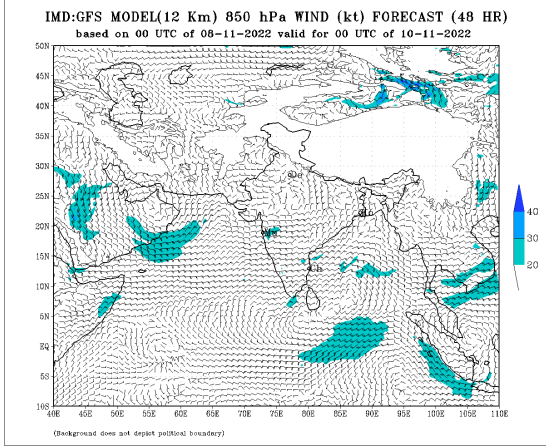 IMD:GFS MODEL(12 Km) 850 hPa WIND (kt) FORECAST (48 HR)
based on 00 UTC of 08-11-2022 valid for 00 UTC of 10-11-2022
50N
45N
40N
35N
30N
25N
20N
15N
10N
5N
EQ
5S
10S
40E 45E 50E 55E 60E 65E 70E 75E 80E 85E 90E 95E 100E 105E 110E
De
Ko
Ch
40
30
20
(Background does not depict political boundary)